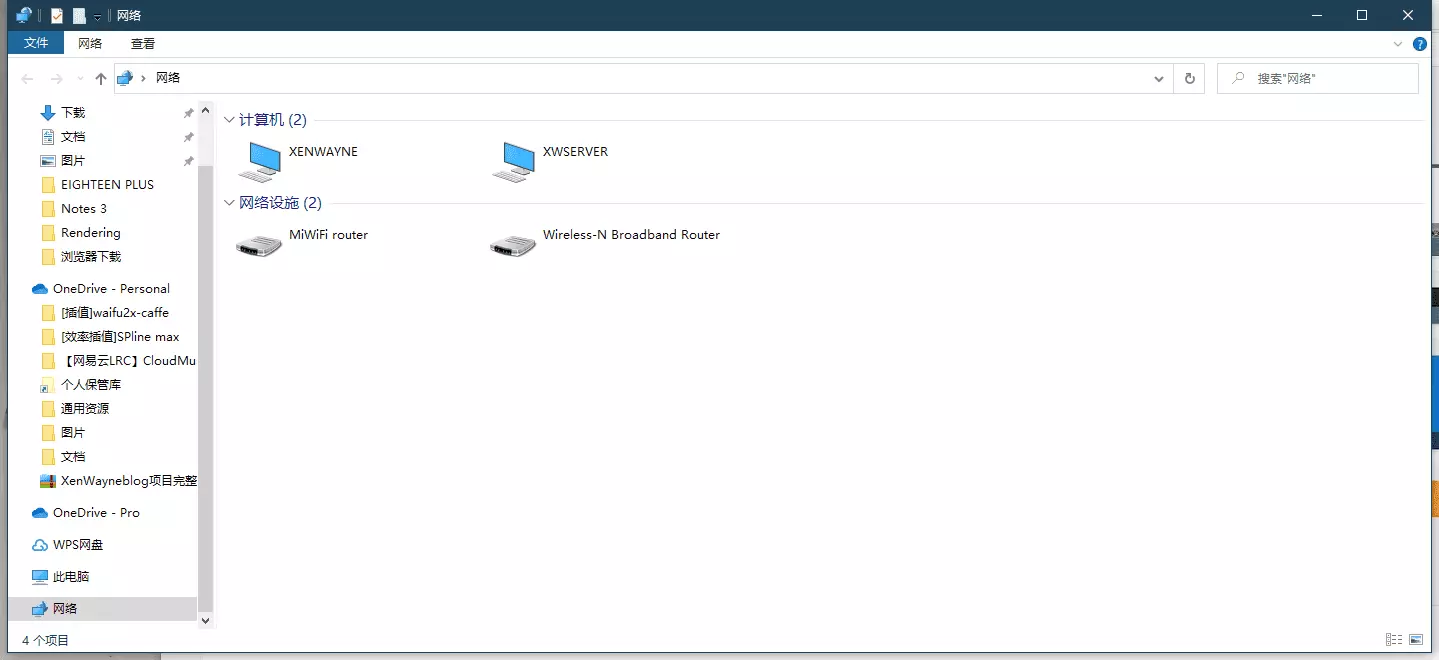 网络
文件 网络 查看
网络
搜索"网络"
下载
文档
图片
EIGHTEEN PLUS
Notes 3
Rendering
浏览器下载
OneDrive - Personal
[插值]waifu2x-caffe
[效率插值]SPline max
【网易云LRC】CloudMu
个人保管库
通用资源
图片
文档
XenWayneblog项目完整
OneDrive - Pro
WPS网盘
此电脑
网络
计算机 (2)
XENWAYNE XWSERVER
网络设施 (2)
MiWiFi router Wireless-N Broadband Router
4 个项目